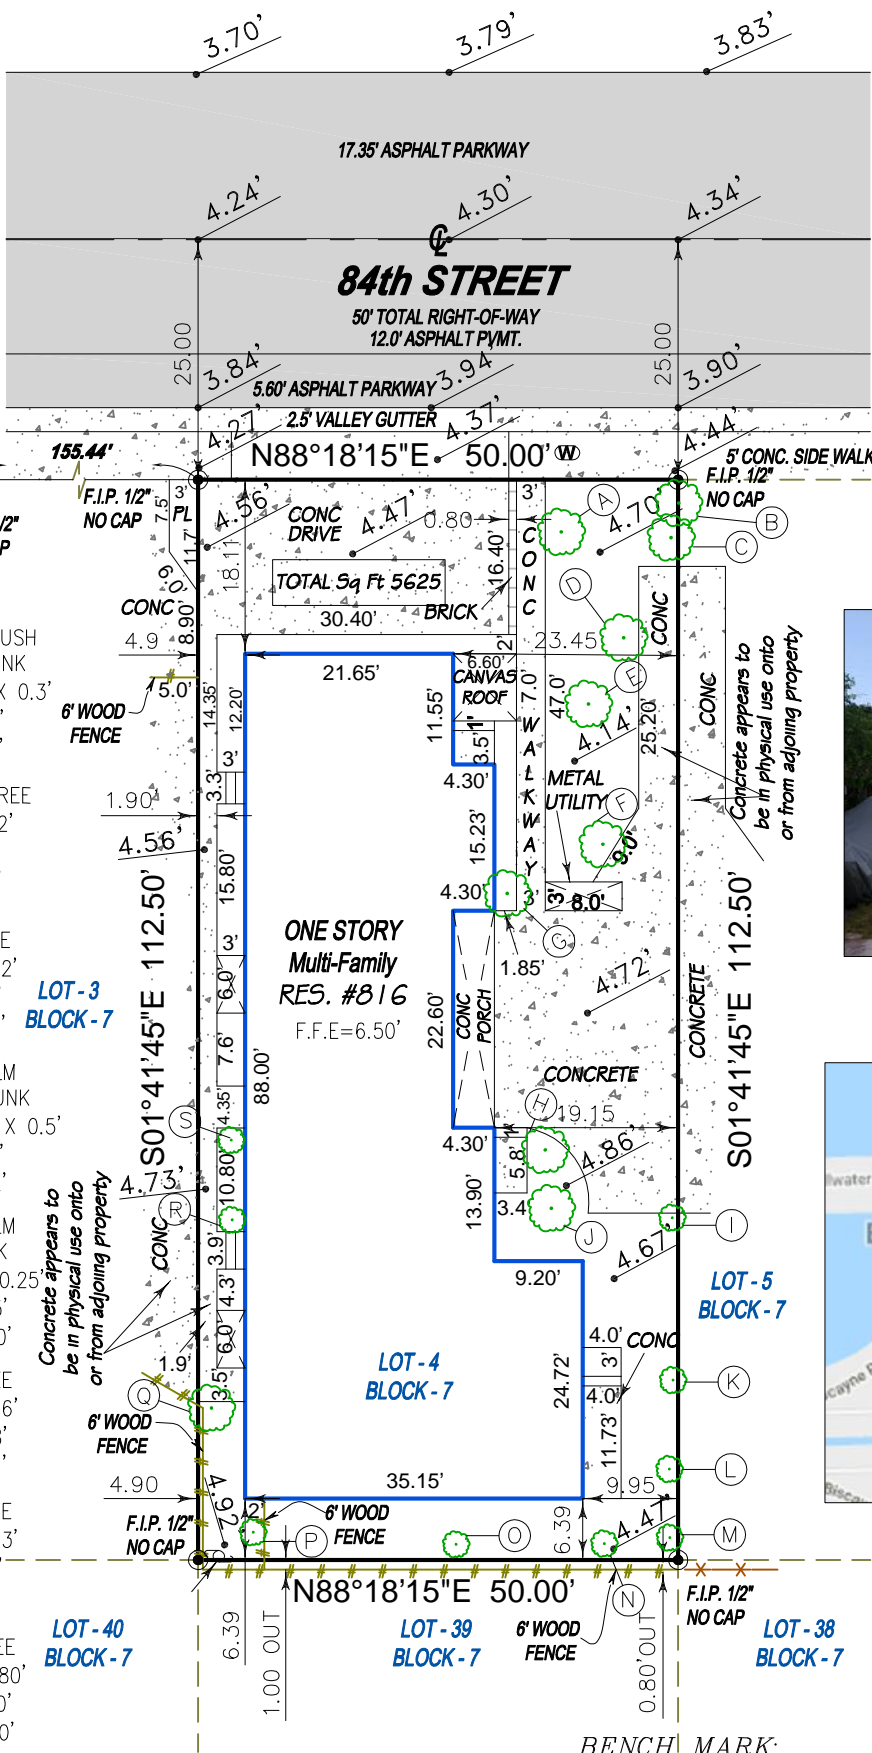 3.70'
3.79'
3.83'
17.35' ASPHALT PARKWAY
4.24'
4.30'
4.34'
84th STREET
50' TOTAL RIGHT-OF-WAY
12.0' ASPHALT PVMT.
25.00
25.00
3.84'
3.94'
3.90'
5.60' ASPHALT PARKWAY
2.5' VALLEY GUTTER
4.27'
4.37'
4.44'
155.44'
N88°18'15"E 50.00'
W
5' CONC. SIDE WALK
F.I.P. 1/2"
NO CAP
F.I.P. 1/2"
NO CAP
3'
PL
7.5'
11.7'
4.56'
CONC
DRIVE
4.47'
0.80
3'
A
4.70
B
C
18.11
6.0'
TOTAL Sq Ft 5625
16.40'
CONC
D
CONC
8.90'
BRICK
CONC
30.40'
2'
4.9
23.45
21.65'
6.60'
CANVAS
ROOF
E
5.0'
6' WOOD
FENCE
14.35'
12.20'
11.55'
7.0'
47.0'
25.20'
CONC
4.14'
Concrete appears to
be in physical use onto
or from adjoiing property
1'
3.5'
3'
3.3'
4.30'
METAL
UTILITY
F
WALKWAY
1.90'
4.56'
15.80'
15.23'
9.0'
4.30'
3'
3'
8.0'
G
1.85'
S01°41'45"E 112.50'
S01°41'45"E 112.50'
ONE STORY
Multi-Family
RES. #816
F.F.E=6.50'
3'
6.0'
LOT - 3
BLOCK - 7
4.72'
CONCRETE
22.60'
CONC
PORCH
7.6'
88.00'
CONCRETE
4.35'
H
19.15
S
4.30'
4.86'
5.8'
4.73'
10.80'
13.90'
3.4
R
J
I
CONC
3.9'
4.67'
9.20'
4.3'
Concrete appears to
be in physical use onto
or from adjoiing property
LOT - 5
BLOCK - 7
6.0'
4.0'
CONC
3'
1.9'
LOT - 4
BLOCK - 7
24.72'
K
3.5'
4.0'
Q
6' WOOD
FENCE
11.73'
L
35.15'
4.90
9.95
4.92'
2'
6' WOOD
FENCE
F.I.P. 1/2"
NO CAP
P
O
6.39
4.47'
M
N88°18'15"E 50.00'
N
F.I.P. 1/2"
NO CAP
LOT - 40
BLOCK - 7
6.39
1.00 OUT
LOT - 39
BLOCK - 7
6' WOOD
FENCE
0.80'OUT
LOT - 38
BLOCK - 7
BENCH MARK: